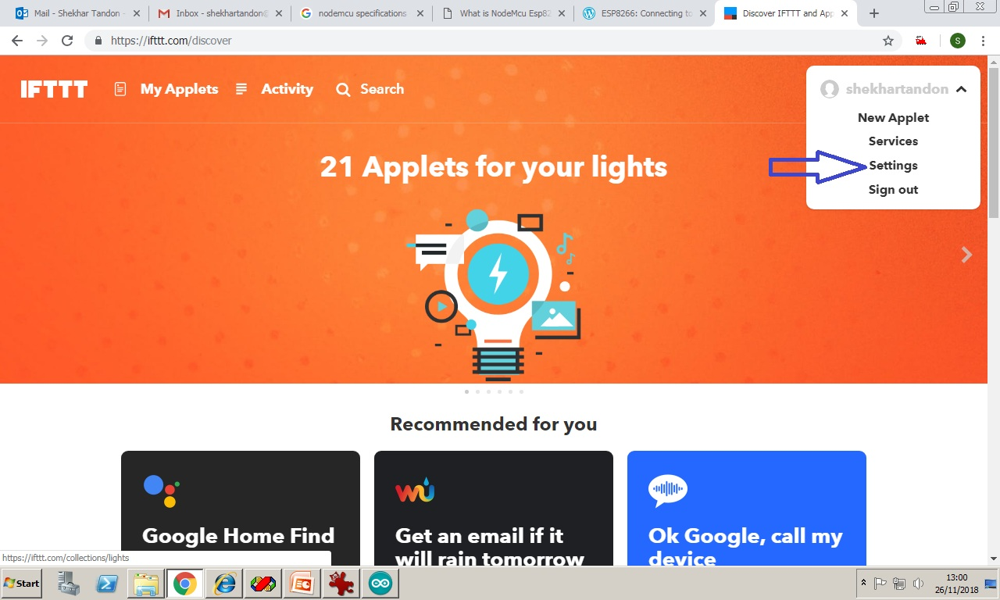 Mail - Shekhar Tandon -
Inbox - shekhartandon@
nodemcu specifications
What is NodeMcu Esp82
ESP8266: Connecting to
Discover IFTTT and App
https://ifttt.com/discover
S
IFTTT
My Applets
Activity
Search
shekhartandon
New Applet
Services
Settings
Sign out
21 Applets for your lights
Recommended for you
Google Home Find
Get an email if it
will rain tomorrow
Ok Google, call my
device
https://ifttt.com/collections/lights
Start
13:00
26/11/2018